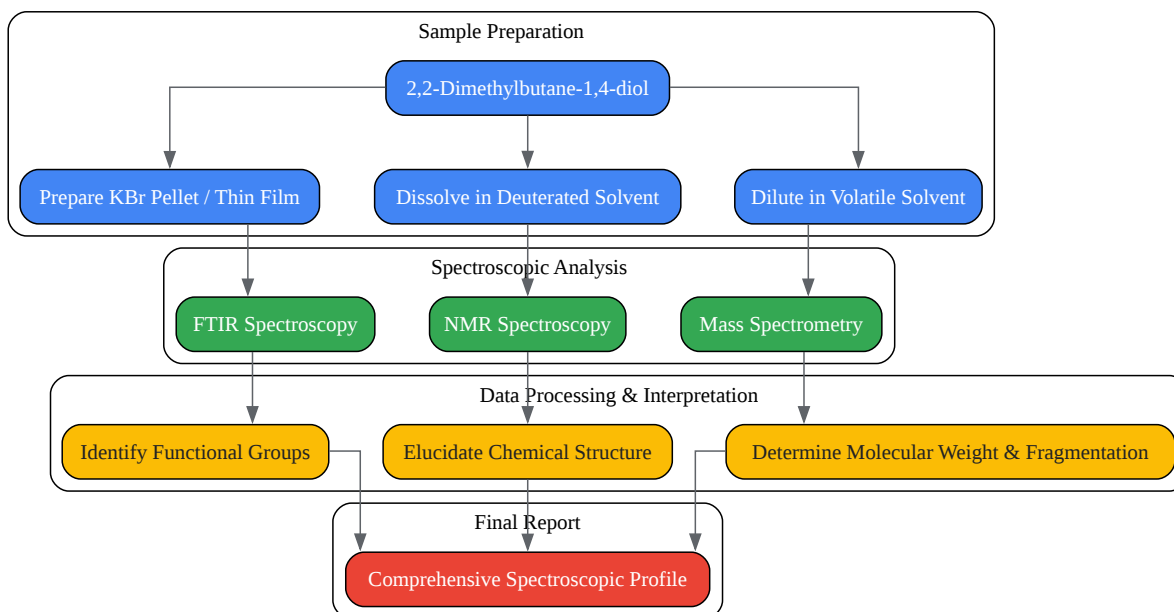 Sample Preparation
2,2-Dimethylbutane-1,4-diol
Prepare KBr Pellet / Thin Film
Dissolve in Deuterated Solvent
Dilute in Volatile Solvent
Spectroscopic Analysis
FTIR Spectroscopy
NMR Spectroscopy
Mass Spectrometry
Data Processing & Interpretation
Identify Functional Groups
Elucidate Chemical Structure
Determine Molecular Weight & Fragmentation
Final Report
Comprehensive Spectroscopic Profile